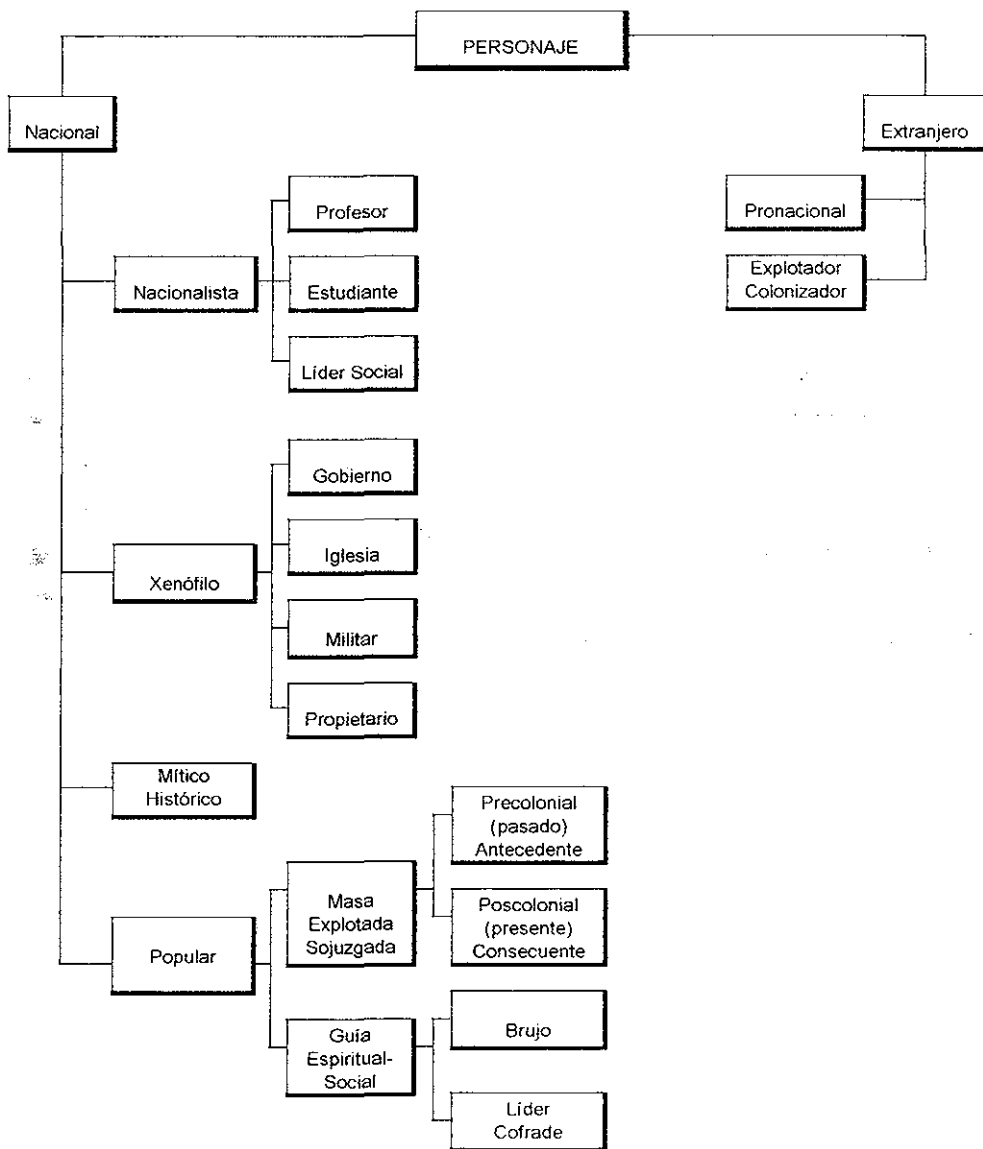 PERSONAJE
Nacional
Extranjero
Profesor
Pronacional
Nacionalista
Estudiante
Explotador
Colonizador
Líder Social
Gobierno
Iglesia
Xenófilo
Militar
Propietario
Mítico
Histórico
Precolonial
(pasado)
Antecedente
Masa
Explotada
Sojuzgada
Popular
Poscolonial
(presente)
Consecuente
Guía
Espiritual-
Social
Brujo
Líder
Cofrade